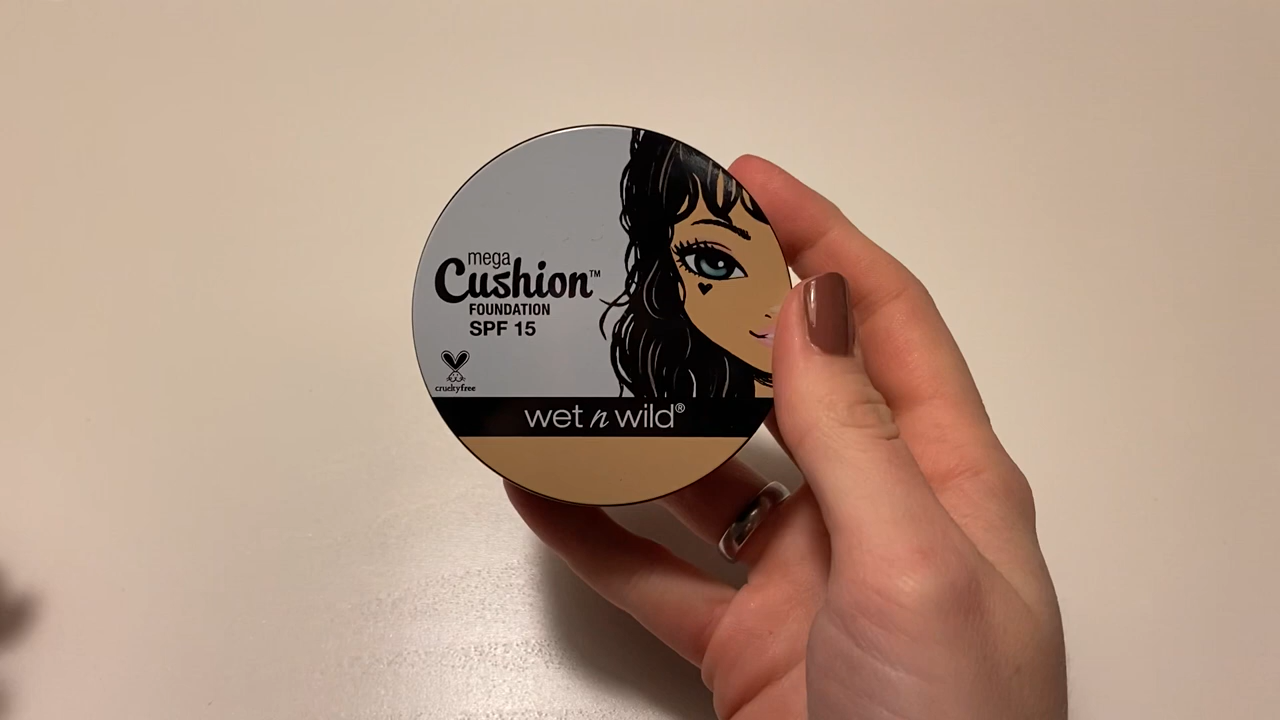 mega
Cushion™
FOUNDATION
SPF 15
crueltyfree
wet n wild®